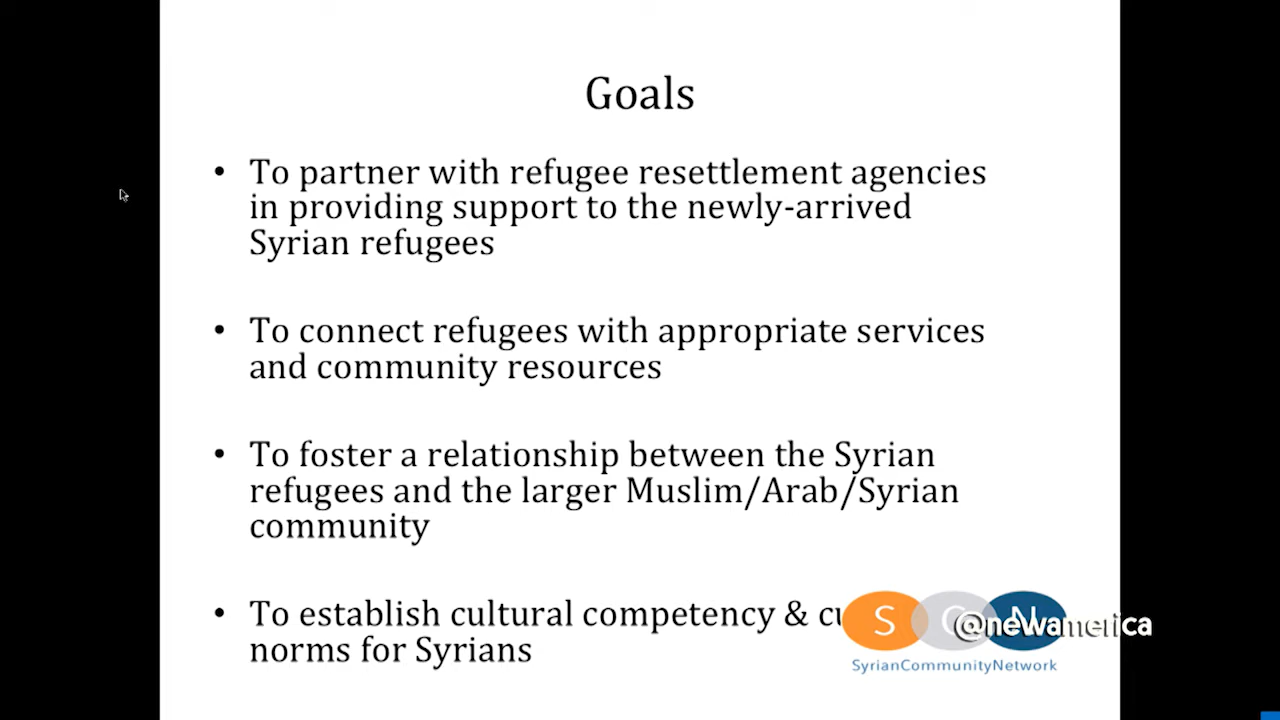 Goals
• To partner with refugee resettlement agencies
in providing support to the newly-arrived
Syrian refugees
• To connect refugees with appropriate services
and community resources
• To foster a relationship between the Syrian
refugees and the larger Muslim/Arab/Syrian
community
• To establish cultural competency &
norms for Syrians
S C N
@newamerica
SyrianCommunityNetwork